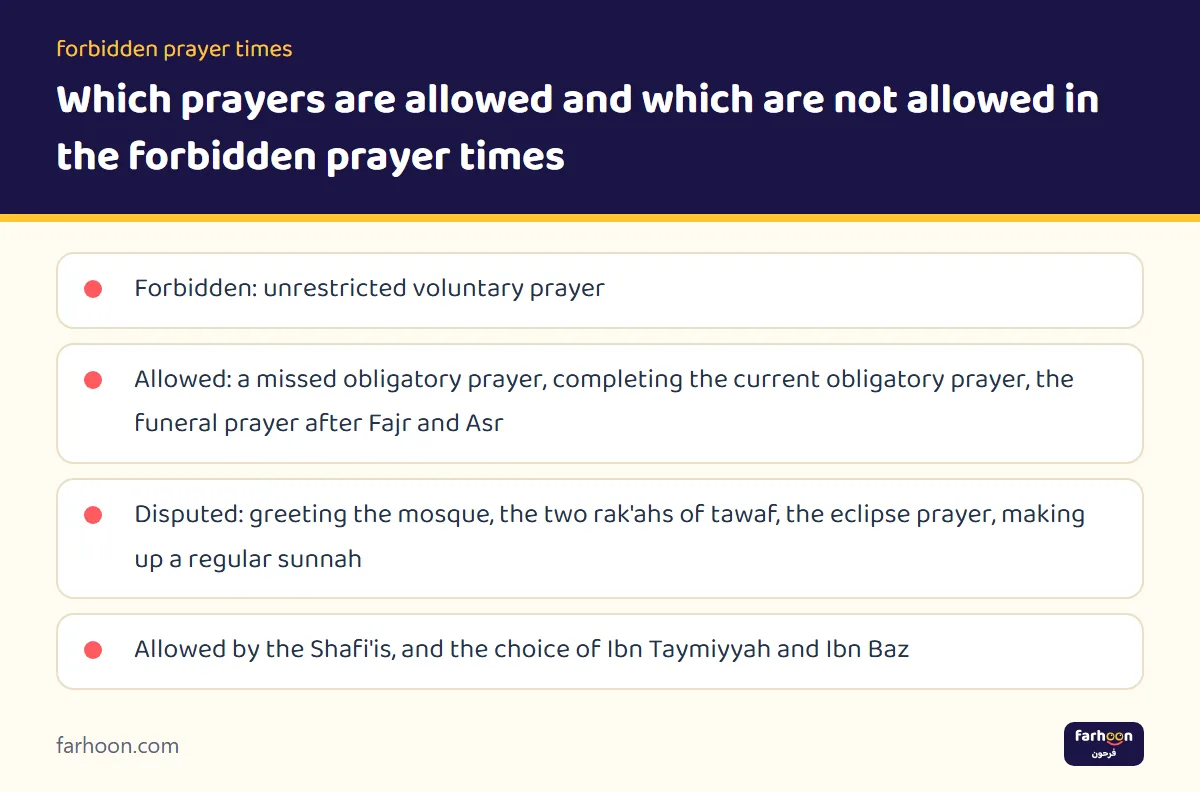 forbidden prayer times
Which prayers are allowed and which are not allowed in
the forbidden prayer times
Forbidden: unrestricted voluntary prayer
Allowed: a missed obligatory prayer, completing the current obligatory prayer, the
funeral prayer after Fajr and Asr
Disputed: greeting the mosque, the two rak'ahs of tawaf, the eclipse prayer, making
up a regular sunnah
Allowed by the Shafi'is, and the choice of Ibn Taymiyyah and Ibn Baz
farhoon.com
farhoon
فرحون